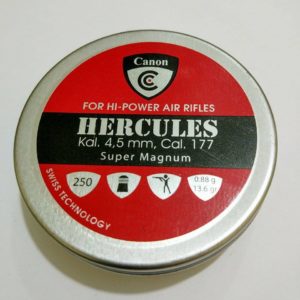 Canon
C
FOR HI-POWER AIR RIFLES
HERCULES
Kal. 4,5 mm, Cal. 177
Super Magnum
250
0.88 g
13.6 gr
SWISS TECHNOLOGY